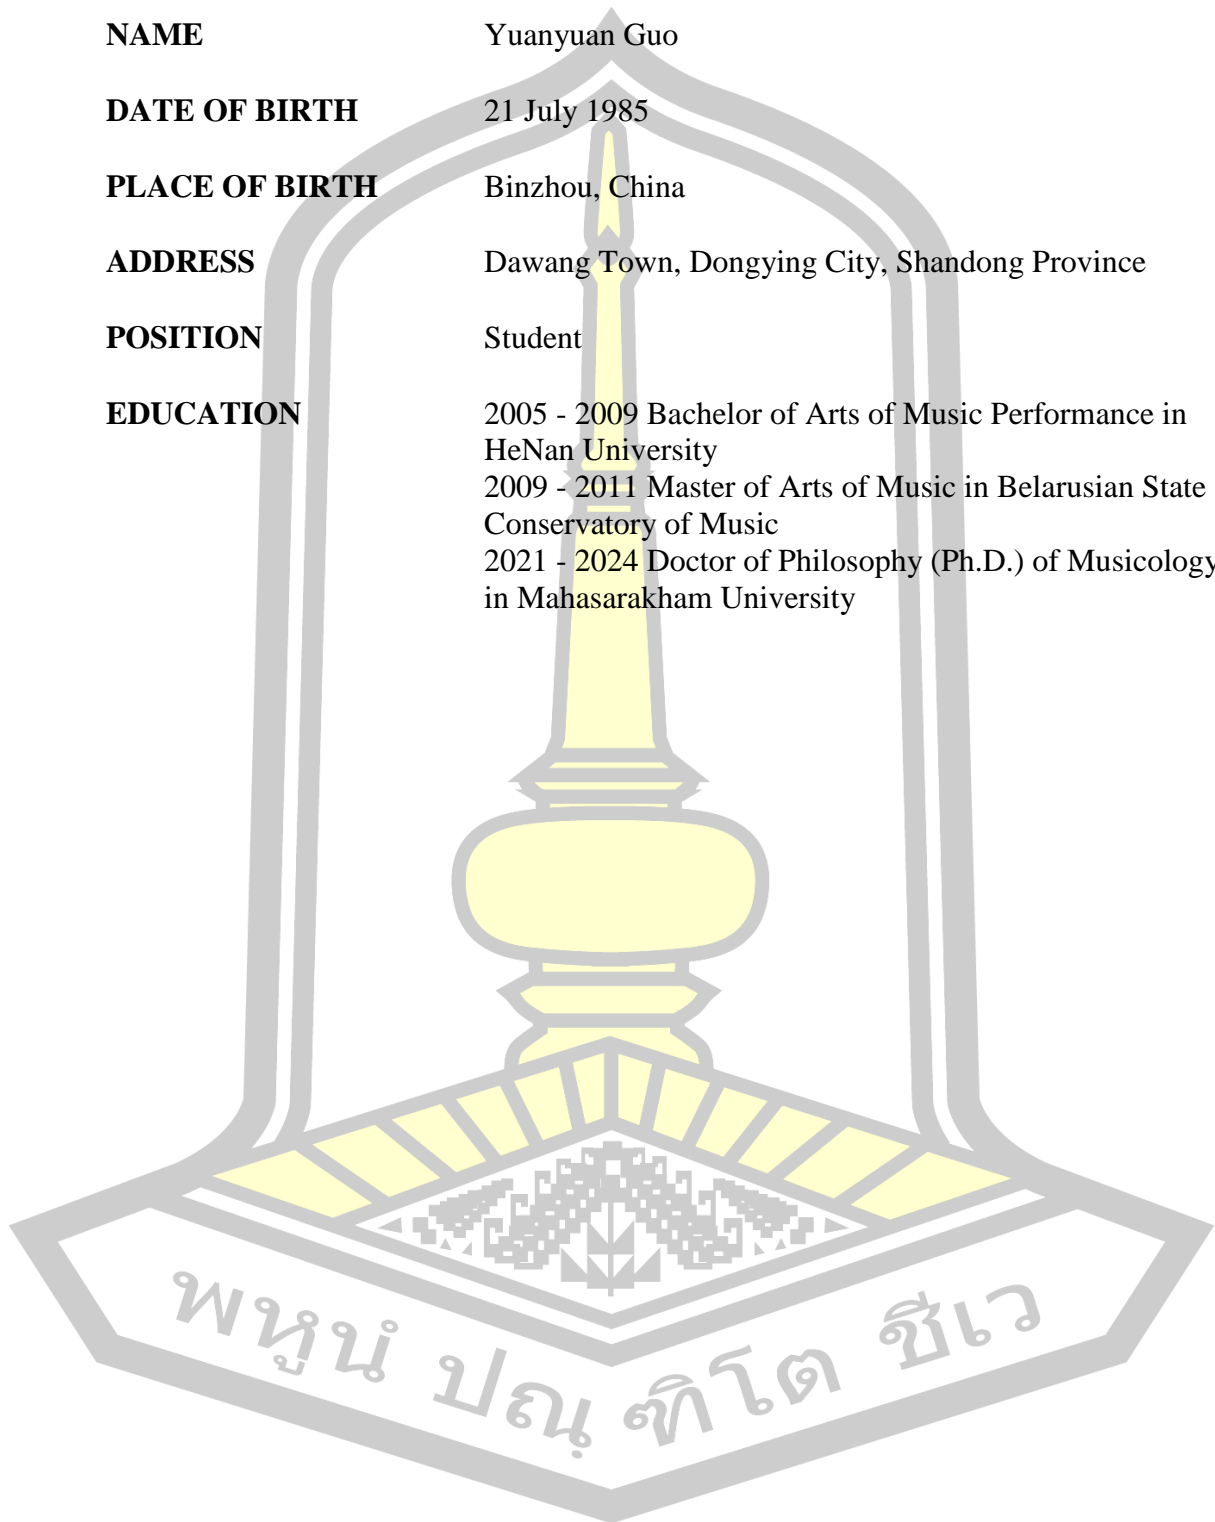 NAME Yuanyuan Guo
DATE OF BIRTH 21 July 1985
PLACE OF BIRTH Binzhou, China
ADDRESS Dawang Town, Dongying City, Shandong Province
POSITION Student
EDUCATION 2005 - 2009 Bachelor of Arts of Music Performance in
HeNan University
2009 - 2011 Master of Arts of Music in Belarusian State
Conservatory of Music
2021 - 2024 Doctor of Philosophy (Ph.D.) of Musicology
in Mahasarakham University
พหูนํ ปณฺ ฑิโต ชีเว